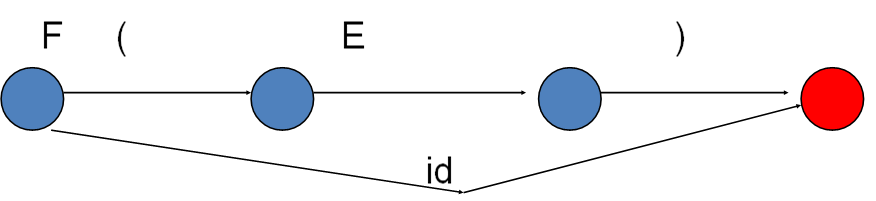 F ( E )
id